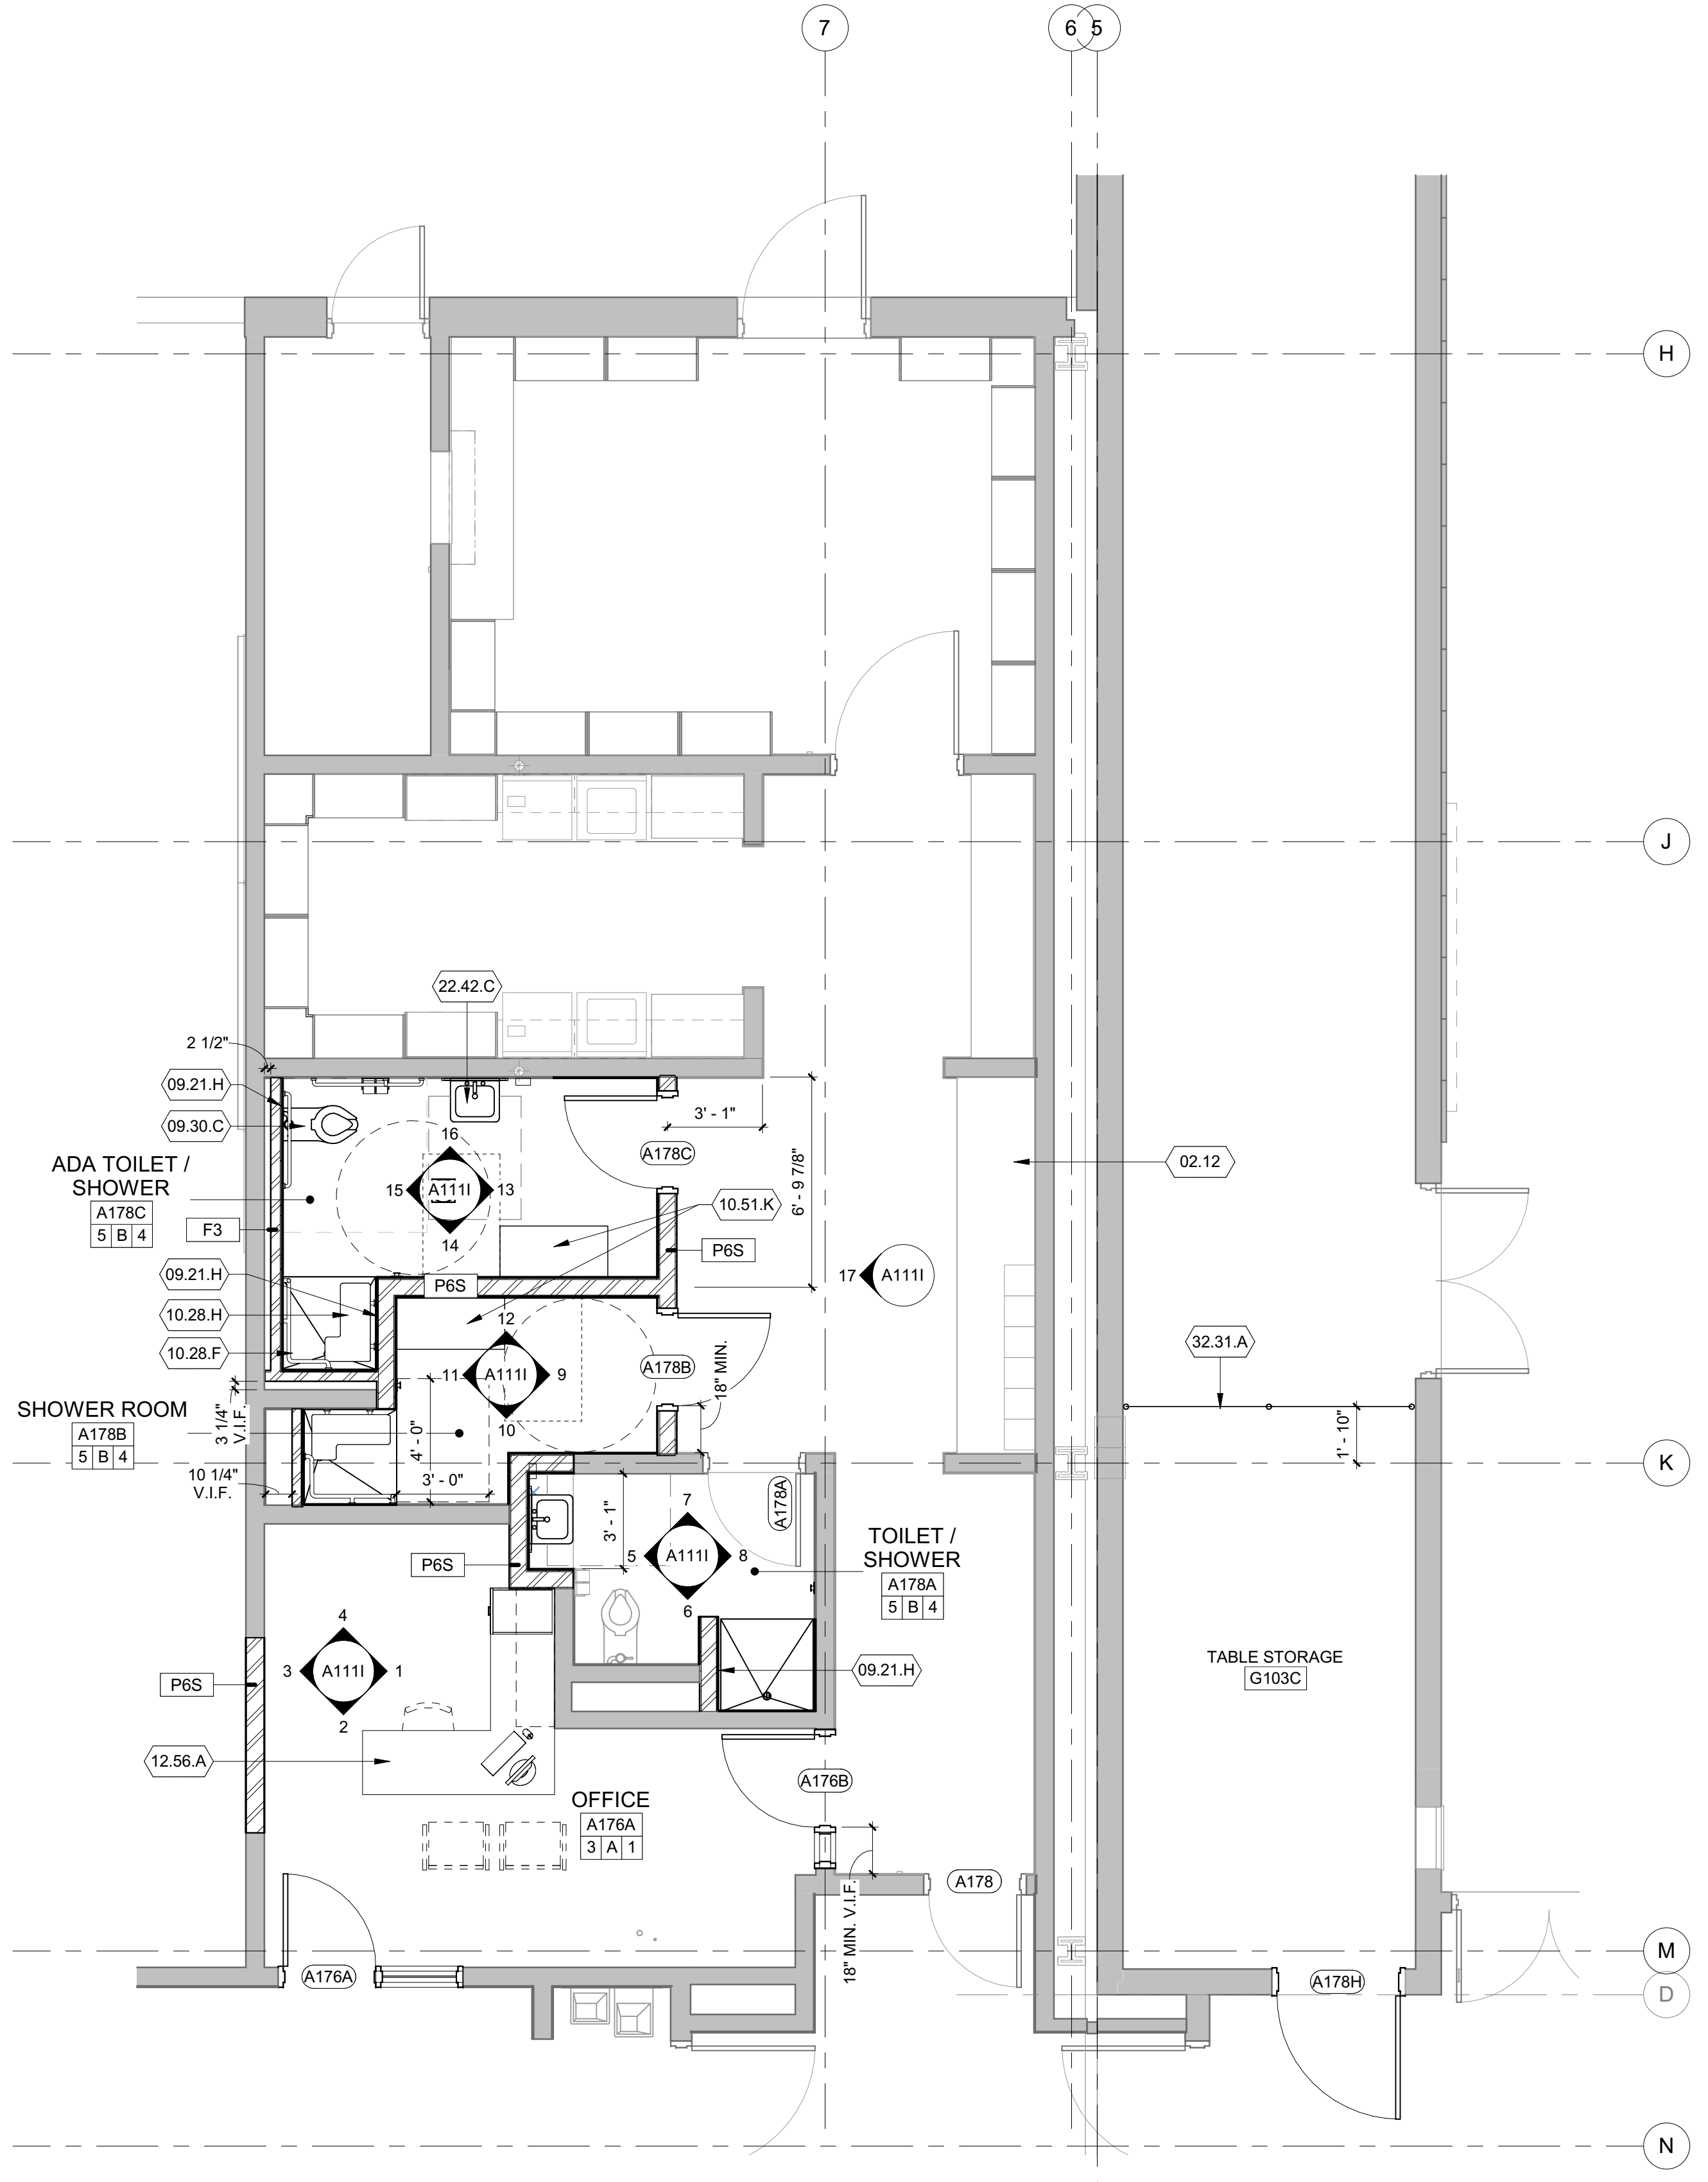 7
6
5
H
J
22.42.C
2 1/2"
09.21.H
09.30.C
3' - 1"
A178C
16
15
A111I
13
14
ADA TOILET /
SHOWER
A178C
5 B 4
F3
6' - 9 7/8"
02.12
10.51.K
P6S
17
A111I
09.21.H
P6S
10.28.H
10.28.F
12
11
A111I
9
10
A178B
18" MIN.
32.31.A
SHOWER ROOM
A178B
5 B 4
3 1/4"
V.I.F.
4' - 0"
3' - 0"
10 1/4"
V.I.F.
1' - 10"
K
3' - 1"
7
5
A111I
8
6
A178A
P6S
TOILET /
SHOWER
A178A
5 B 4
4
3
A111I
1
2
P6S
09.21.H
TABLE STORAGE
G103C
12.56.A
A176B
OFFICE
A176A
3 A 1
18" MIN. V.I.F.
A178
M
A176A
A178H
D
N